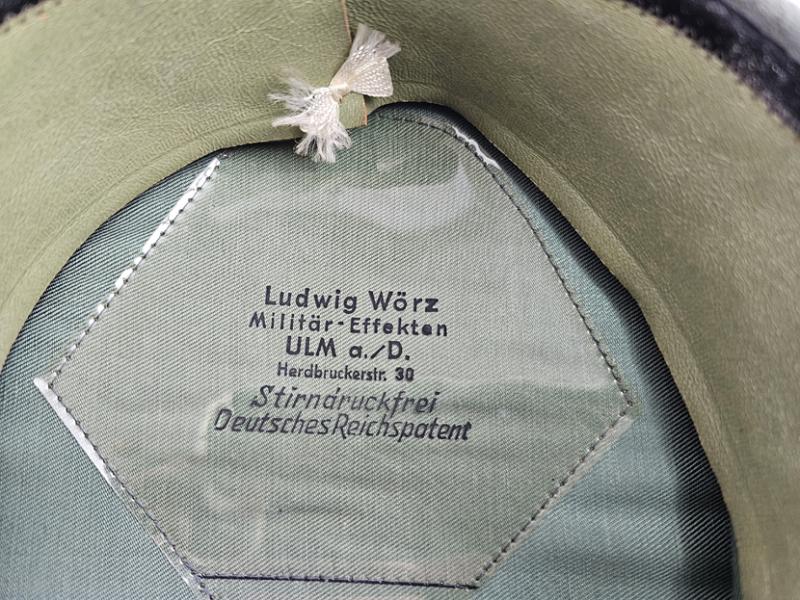 Ludwig Wörz
Militär-Effekten
ULM a./D.
Herdbruckerstr. 30
Stirndruckfrei
Deutsches Reichspatent